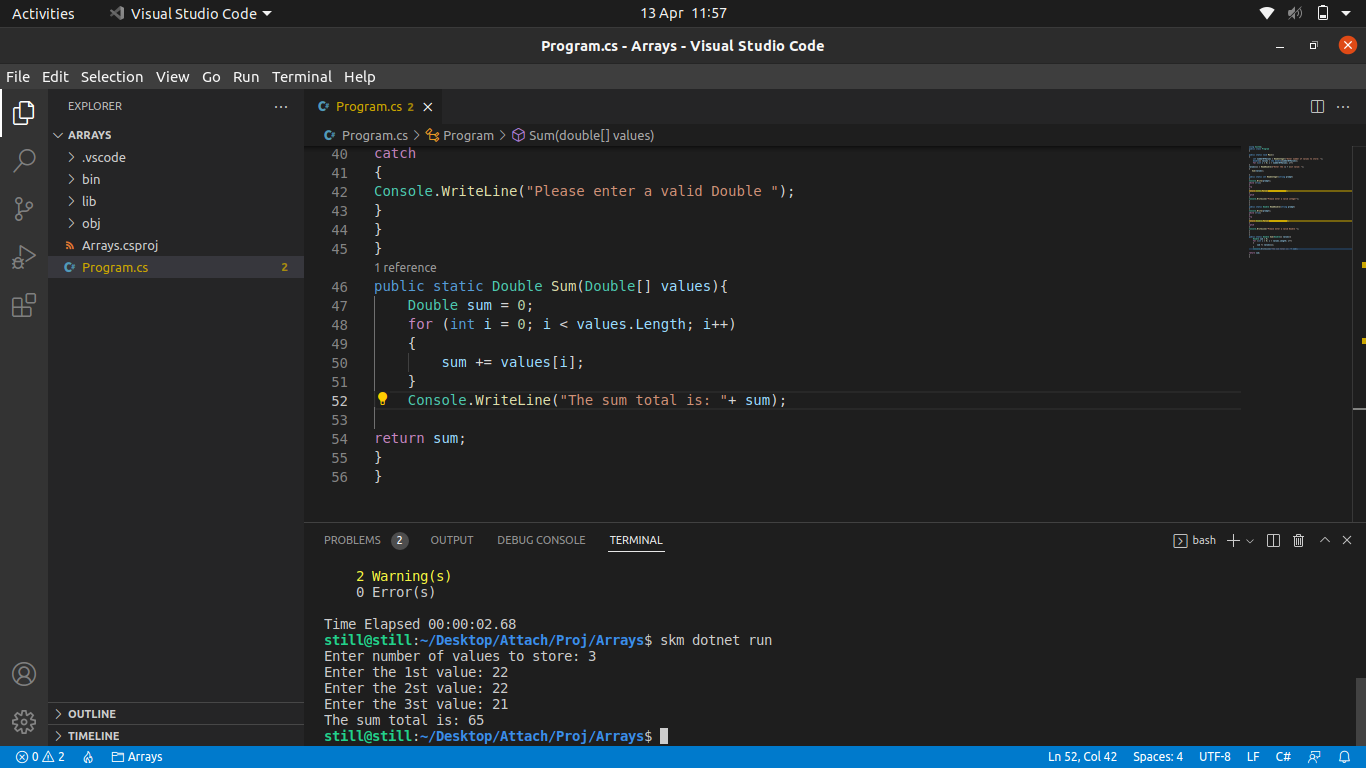 Activities Visual Studio Code 13 Apr 11:57
Program.cs - Arrays - Visual Studio Code
File Edit Selection View Go Run Terminal Help
EXPLORER
ARRAYS
.vscode
bin
lib
obj
Arrays.csproj
Program.cs 2
OUTLINE
TIMELINE
Program.cs 2
Program.cs > Program > Sum(double[] values)
40 catch
41 {
42 Console.WriteLine("Please enter a valid Double ");
43 }
44 }
45 }
1 reference
46 public static Double Sum(Double[] values){
47 Double sum = 0;
48 for (int i = 0; i < values.Length; i++)
49 {
50 sum += values[i];
51 }
52 Console.WriteLine("The sum total is: "+ sum);
53
54 return sum;
55 }
56 }
PROBLEMS 2 OUTPUT DEBUG CONSOLE TERMINAL bash
2 Warning(s)
0 Error(s)
Time Elapsed 00:00:02.68
still@still:~/Desktop/Attach/Proj/Arrays$ skm dotnet run
Enter number of values to store: 3
Enter the 1st value: 22
Enter the 2st value: 22
Enter the 3st value: 21
The sum total is: 65
still@still:~/Desktop/Attach/Proj/Arrays$
0 2 Arrays Ln 52, Col 42 Spaces: 4 UTF-8 LF C#